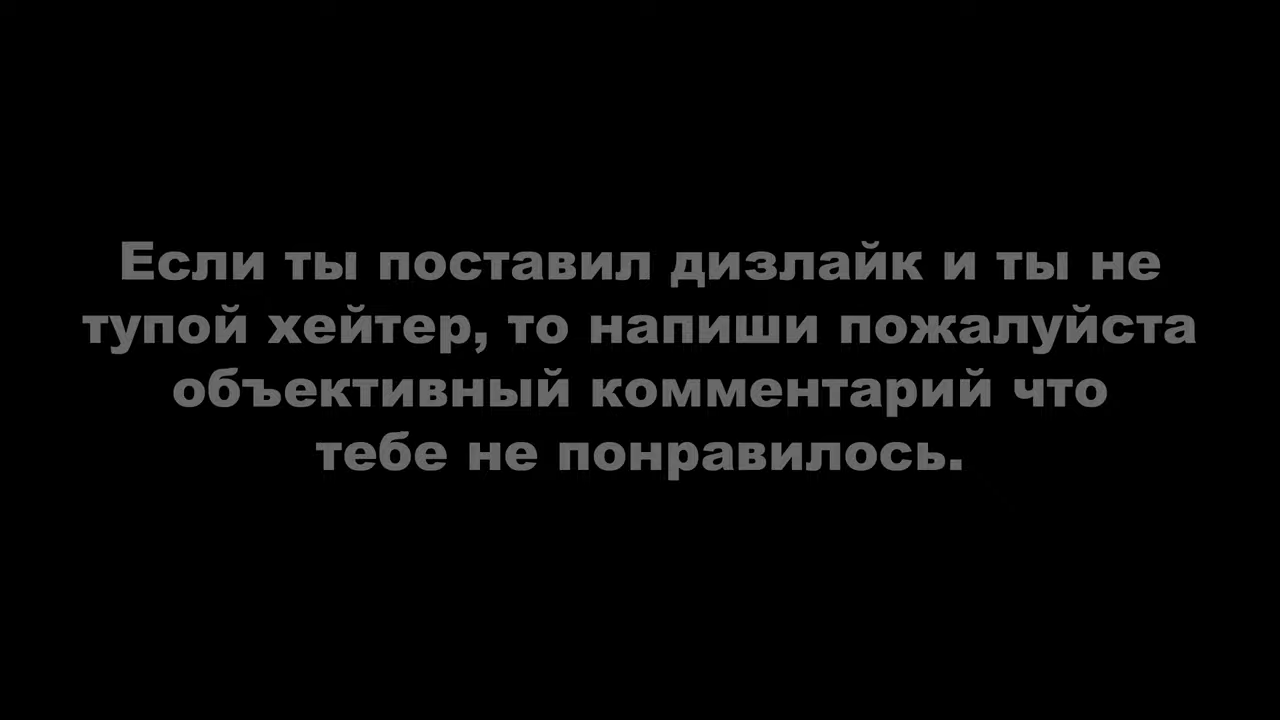 Если ты поставил дизлайк и ты не
тупой хейтер, то напиши пожалуйста
объективный комментарий что
тебе не понравилось.